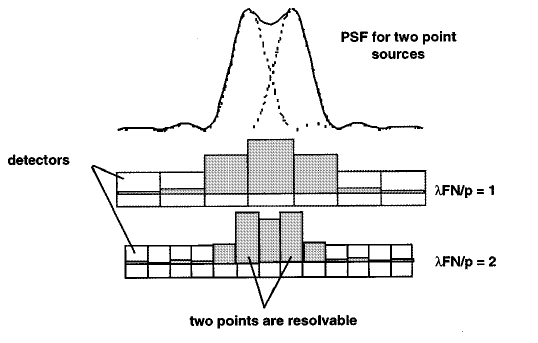 PSF for two point
sources
detectors
λFN/p = 1
λFN/p = 2
two points are resolvable